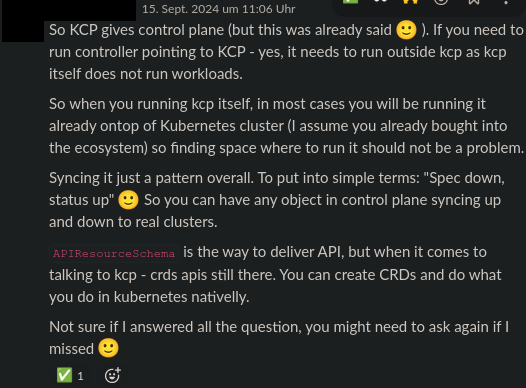 15. Sept. 2024 um 11:06 Uhr
So KCP gives control plane (but this was already said 🙂 ). If you need to
run controller pointing to KCP - yes, it needs to run outside kcp as kcp
itself does not run workloads.
So when you running kcp itself, in most cases you will be running it
already ontop of Kubernetes cluster (I assume you already bought into
the ecosystem) so finding space where to run it should not be a problem.
Syncing it just a pattern overall. To put into simple terms: "Spec down,
status up" 🙂 So you can have any object in control plane syncing up
and down to real clusters.
APIResourceSchema is the way to deliver API, but when it comes to
talking to kcp - crds apis still there. You can create CRDs and do what
you do in kubernetes nativelly.
Not sure if I answered all the question, you might need to ask again if I
missed 🙂
✅ 1